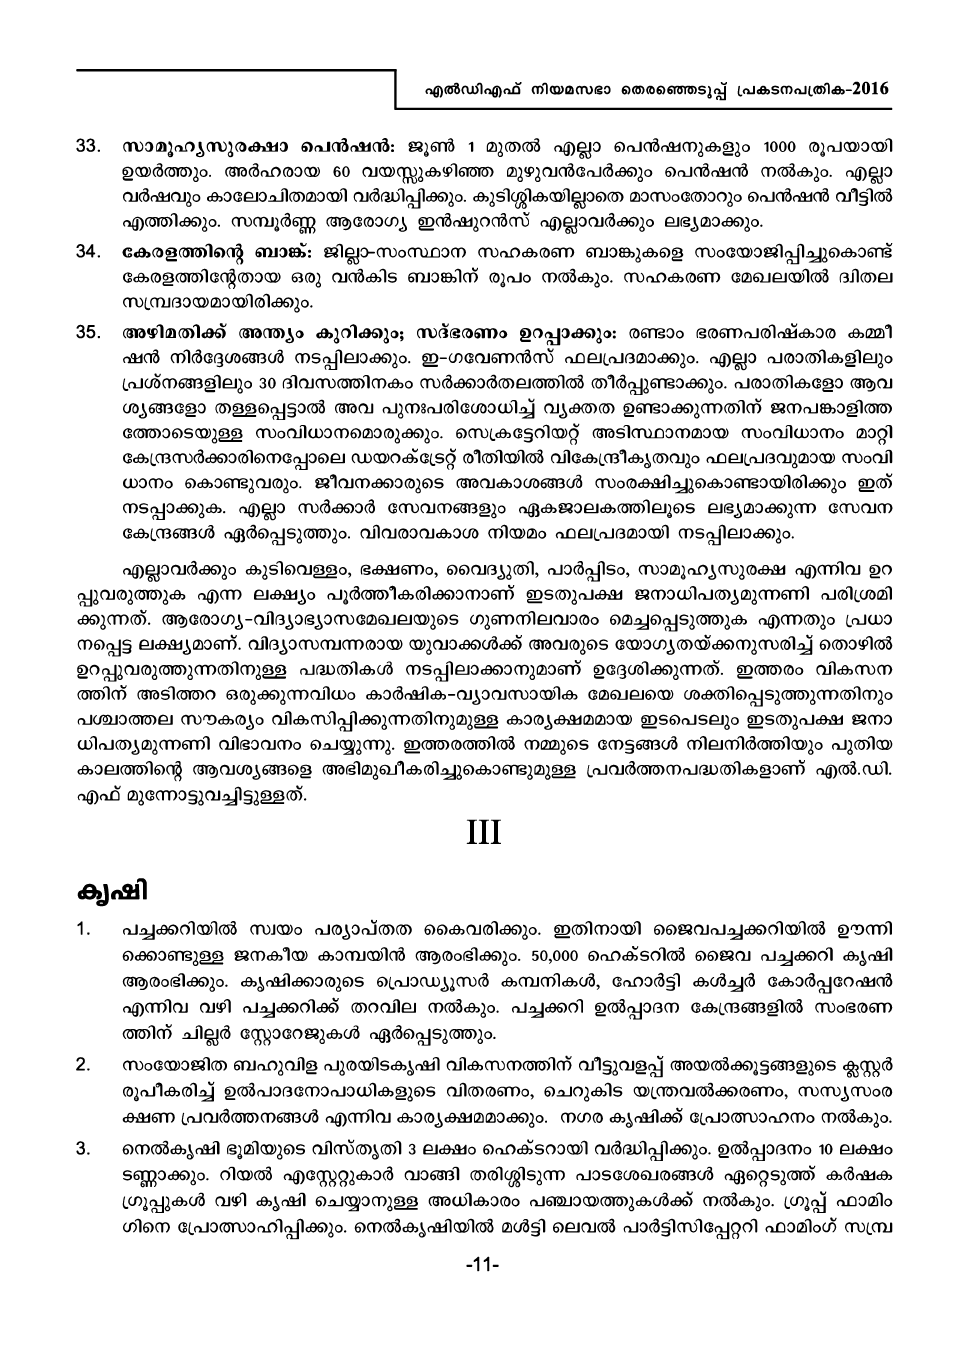 എൽഡിഎഫ് നിയമസഭാ തെരഞ്ഞെടുപ്പ് പ്രകടനപത്രിക-2016
33. സാമൂഹ്യസുരക്ഷാ പെൻഷൻ: ജൂൺ 1 മുതൽ എല്ലാ പെൻഷനുകളും 1000 രൂപയായി
ഉയർത്തും. അർഹരായ 60 വയസ്സുകഴിഞ്ഞ മുഴുവൻപേർക്കും പെൻഷൻ നൽകും. എല്ലാ
വർഷവും കാലോചിതമായി വർദ്ധിപ്പിക്കും. കുടിശ്ശികയില്ലാതെ മാസംതോറും പെൻഷൻ വീട്ടിൽ
എത്തിക്കും. സമ്പൂർണ്ണ ആരോഗ്യ ഇൻഷുറൻസ് എല്ലാവർക്കും ലഭ്യമാക്കും.
34. കേരളത്തിന്റെ ബാങ്ക്: ജില്ലാ-സംസ്ഥാന സഹകരണ ബാങ്കുകളെ സംയോജിപ്പിച്ചുകൊണ്ട്
കേരളത്തിന്റേതായ ഒരു വൻകിട ബാങ്കിന് രൂപം നൽകും. സഹകരണ മേഖലയിൽ ദ്വിതല
സമ്പ്രദായമായിരിക്കും.
35. അഴിമതിക്ക് അന്ത്യം കുറിക്കും; സദ്ഭരണം ഉറപ്പാക്കും: രണ്ടാം ഭരണപരിഷ്കാര കമ്മീ
ഷൻ നിർദ്ദേശങ്ങൾ നടപ്പിലാക്കും. ഇ-ഗവേണൻസ് ഫലപ്രദമാക്കും. എല്ലാ പരാതികളിലും
പ്രശ്നങ്ങളിലും 30 ദിവസത്തിനകം സർക്കാർതലത്തിൽ തീർപ്പുണ്ടാക്കും. പരാതികളോ ആവ
ശ്യങ്ങളോ തള്ളപ്പെട്ടാൽ അവ പുനഃപരിശോധിച്ച് വ്യക്തത ഉണ്ടാക്കുന്നതിന് ജനപങ്കാളിത്ത
ത്തോടെയുള്ള സംവിധാനമൊരുക്കും. സെക്രട്ടേറിയറ്റ് അടിസ്ഥാനമായ സംവിധാനം മാറ്റി
കേന്ദ്രസർക്കാരിനെപ്പോലെ ഡയറക്ട്രേറ്റ് രീതിയിൽ വികേന്ദ്രീകൃതവും ഫലപ്രദവുമായ സംവി
ധാനം കൊണ്ടുവരും. ജീവനക്കാരുടെ അവകാശങ്ങൾ സംരക്ഷിച്ചുകൊണ്ടായിരിക്കും ഇത്
നടപ്പാക്കുക. എല്ലാ സർക്കാർ സേവനങ്ങളും ഏകജാലകത്തിലൂടെ ലഭ്യമാക്കുന്ന സേവന
കേന്ദ്രങ്ങൾ ഏർപ്പെടുത്തും. വിവരാവകാശ നിയമം ഫലപ്രദമായി നടപ്പിലാക്കും.
എല്ലാവർക്കും കുടിവെള്ളം, ഭക്ഷണം, വൈദ്യുതി, പാർപ്പിടം, സാമൂഹ്യസുരക്ഷ എന്നിവ ഉറ
പ്പുവരുത്തുക എന്ന ലക്ഷ്യം പൂർത്തീകരിക്കാനാണ് ഇടതുപക്ഷ ജനാധിപത്യമുന്നണി പരിശ്രമി
ക്കുന്നത്. ആരോഗ്യ-വിദ്യാഭ്യാസമേഖലയുടെ ഗുണനിലവാരം മെച്ചപ്പെടുത്തുക എന്നതും പ്രധാ
നപ്പെട്ട ലക്ഷ്യമാണ്. വിദ്യാസമ്പന്നരായ യുവാക്കൾക്ക് അവരുടെ യോഗ്യതയ്ക്കനുസരിച്ച് തൊഴിൽ
ഉറപ്പുവരുത്തുന്നതിനുള്ള പദ്ധതികൾ നടപ്പിലാക്കാനുമാണ് ഉദ്ദേശിക്കുന്നത്. ഇത്തരം വികസന
ത്തിന് അടിത്തറ ഒരുക്കുന്നവിധം കാർഷിക-വ്യാവസായിക മേഖലയെ ശക്തിപ്പെടുത്തുന്നതിനും
പശ്ചാത്തല സൗകര്യം വികസിപ്പിക്കുന്നതിനുമുള്ള കാര്യക്ഷമമായ ഇടപെടലും ഇടതുപക്ഷ ജനാ
ധിപത്യമുന്നണി വിഭാവനം ചെയ്യുന്നു. ഇത്തരത്തിൽ നമ്മുടെ നേട്ടങ്ങൾ നിലനിർത്തിയും പുതിയ
കാലത്തിന്റെ ആവശ്യങ്ങളെ അഭിമുഖീകരിച്ചുകൊണ്ടുമുള്ള പ്രവർത്തനപദ്ധതികളാണ് എൽ.ഡി.
എഫ് മുന്നോട്ടുവച്ചിട്ടുള്ളത്.
III
കൃഷി
1. പച്ചക്കറിയിൽ സ്വയം പര്യാപ്തത കൈവരിക്കും. ഇതിനായി ജൈവപച്ചക്കറിയിൽ ഊന്നി
ക്കൊണ്ടുള്ള ജനകീയ കാമ്പയിൻ ആരംഭിക്കും. 50,000 ഹെക്ടറിൽ ജൈവ പച്ചക്കറി കൃഷി
ആരംഭിക്കും. കൃഷിക്കാരുടെ പ്രൊഡ്യൂസർ കമ്പനികൾ, ഹോർട്ടി കൾച്ചർ കോർപ്പറേഷൻ
എന്നിവ വഴി പച്ചക്കറിക്ക് തറവില നൽകും. പച്ചക്കറി ഉൽപ്പാദന കേന്ദ്രങ്ങളിൽ സംഭരണ
ത്തിന് ചില്ലർ സ്റ്റോറേജുകൾ ഏർപ്പെടുത്തും.
2. സംയോജിത ബഹുവിള പുരയിടകൃഷി വികസനത്തിന് വീട്ടുവളപ്പ് അയൽക്കൂട്ടങ്ങളുടെ ക്ലസ്റ്റർ
രൂപീകരിച്ച് ഉൽപാദനോപാധികളുടെ വിതരണം, ചെറുകിട യന്ത്രവൽക്കരണം, സസ്യസംര
ക്ഷണ പ്രവർത്തനങ്ങൾ എന്നിവ കാര്യക്ഷമമാക്കും. നഗര കൃഷിക്ക് പ്രോത്സാഹനം നൽകും.
3. നെൽകൃഷി ഭൂമിയുടെ വിസ്തൃതി 3 ലക്ഷം ഹെക്ടറായി വർദ്ധിപ്പിക്കും. ഉൽപ്പാദനം 10 ലക്ഷം
ടണ്ണാക്കും. റിയൽ എസ്റ്റേറ്റുകാർ വാങ്ങി തരിശ്ശിടുന്ന പാടശേഖരങ്ങൾ ഏറ്റെടുത്ത് കർഷക
ഗ്രൂപ്പുകൾ വഴി കൃഷി ചെയ്യാനുള്ള അധികാരം പഞ്ചായത്തുകൾക്ക് നൽകും. ഗ്രൂപ്പ് ഫാമിം
ഗിനെ പ്രോത്സാഹിപ്പിക്കും. നെൽകൃഷിയിൽ മൾട്ടി ലെവൽ പാർട്ടിസിപ്പേറ്ററി ഫാമിംഗ് സമ്പ്ര
-11-